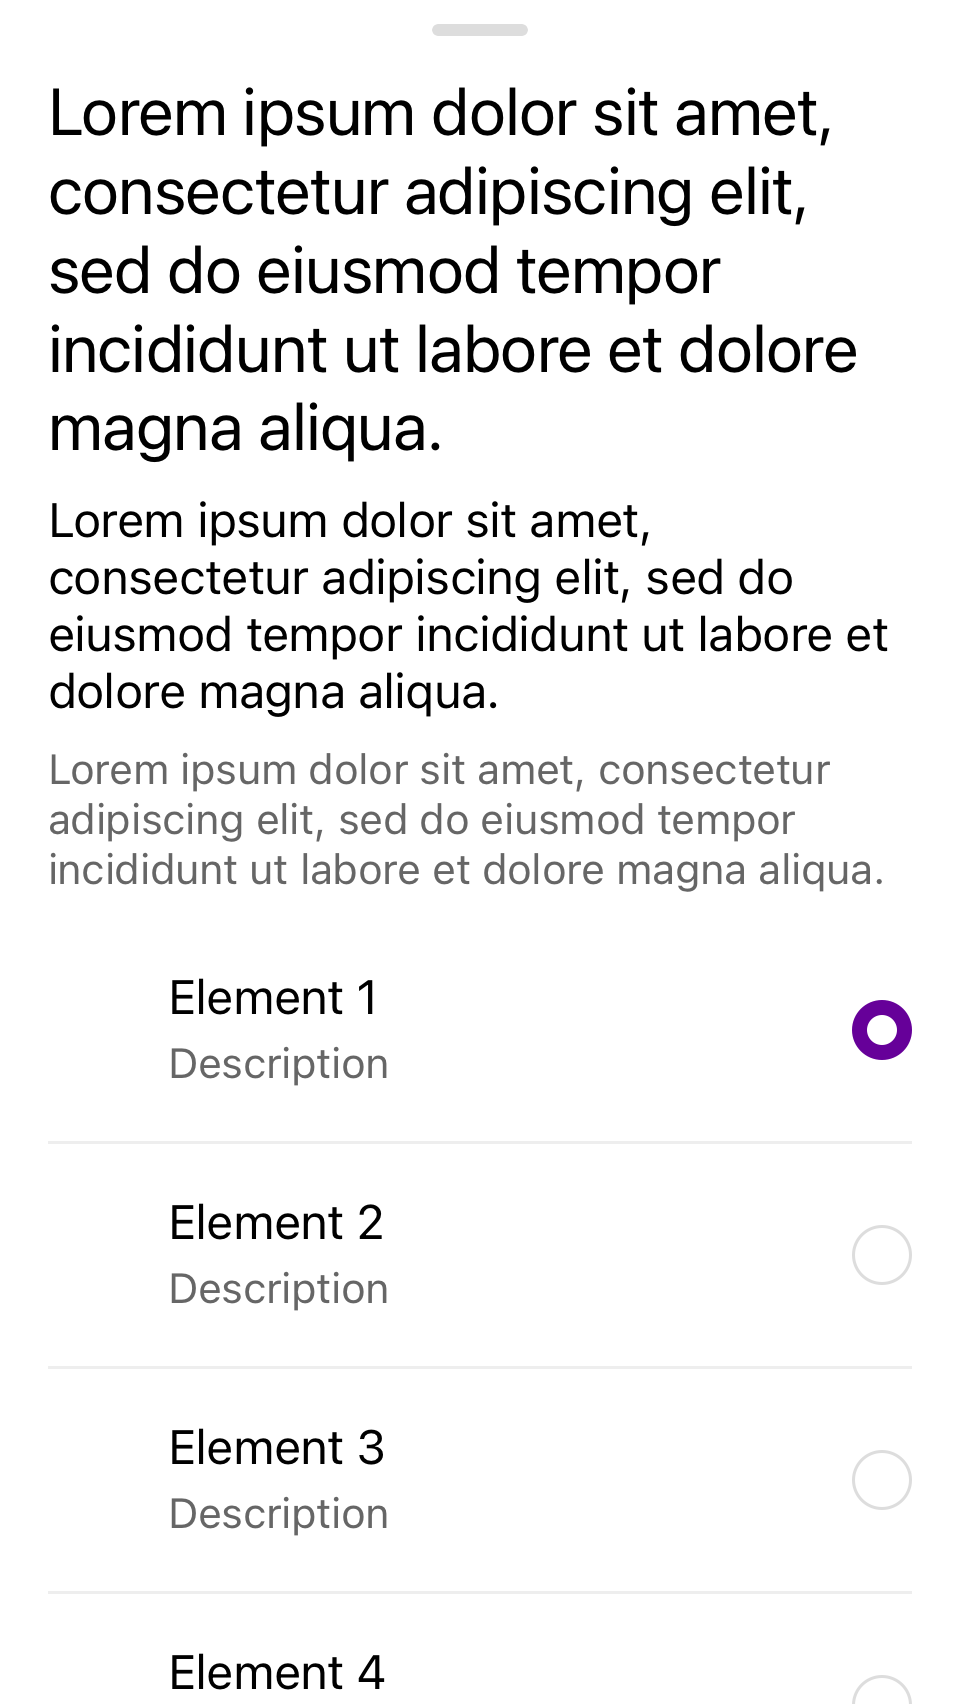 Lorem ipsum dolor sit amet,
consectetur adipiscing elit,
sed do eiusmod tempor
incididunt ut labore et dolore
magna aliqua.
Lorem ipsum dolor sit amet,
consectetur adipiscing elit, sed do
eiusmod tempor incididunt ut labore et
dolore magna aliqua.
Lorem ipsum dolor sit amet, consectetur
adipiscing elit, sed do eiusmod tempor
incididunt ut labore et dolore magna aliqua.
Element 1
Description
Element 2
Description
Element 3
Description
Element 4